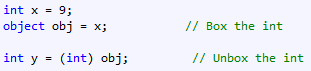 int x = 9;
object obj = x;          // Box the int
int y = (int) obj;        // Unbox the int